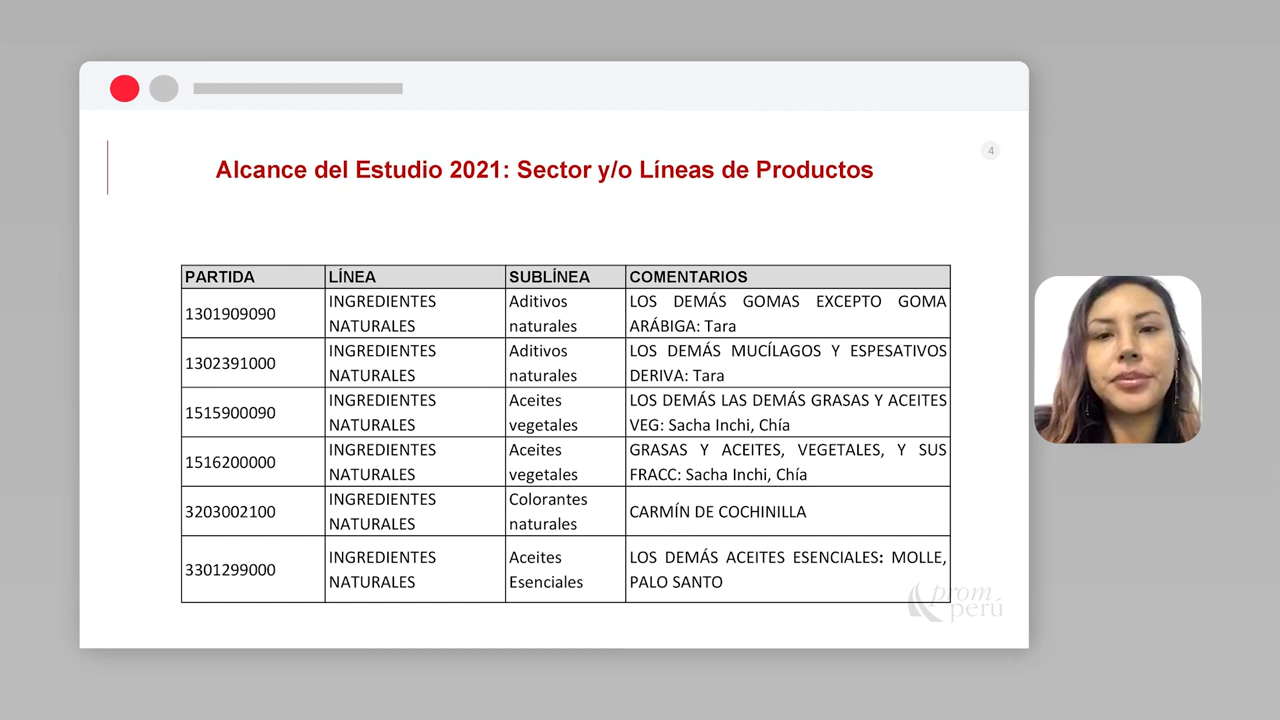 4
Alcance del Estudio 2021: Sector y/o Líneas de Productos
PARTIDA LÍNEA SUBLÍNEA COMENTARIOS
1301909090 INGREDIENTES NATURALES Aditivos naturales LOS DEMÁS GOMAS EXCEPTO GOMA ARÁBIGA: Tara
1302391000 INGREDIENTES NATURALES Aditivos naturales LOS DEMÁS MUCÍLAGOS Y ESPESATIVOS DERIVA: Tara
1515900090 INGREDIENTES NATURALES Aceites vegetales LOS DEMÁS LAS DEMÁS GRASAS Y ACEITES VEG: Sacha Inchi, Chía
1516200000 INGREDIENTES NATURALES Aceites vegetales GRASAS Y ACEITES, VEGETALES, Y SUS FRACC: Sacha Inchi, Chía
3203002100 INGREDIENTES NATURALES Colorantes naturales CARMÍN DE COCHINILLA
3301299000 INGREDIENTES NATURALES Aceites Esenciales LOS DEMÁS ACEITES ESENCIALES: MOLLE, PALO SANTO
prom
perú